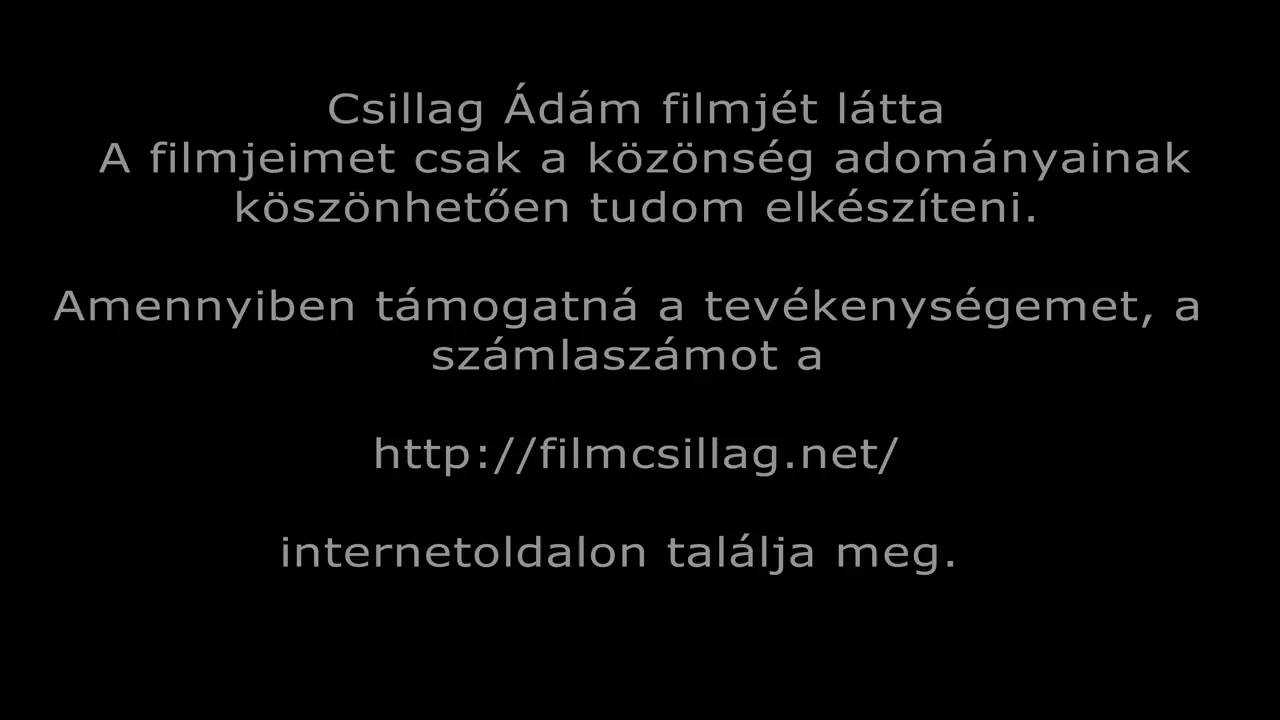 Csillag Ádám filmjét látta
A filmjeimet csak a közönség adományainak
köszönhetően tudom elkészíteni.
Amennyiben támogatná a tevékenységemet, a
számlaszámot a
http://filmcsillag.net/
internetoldalon találja meg.